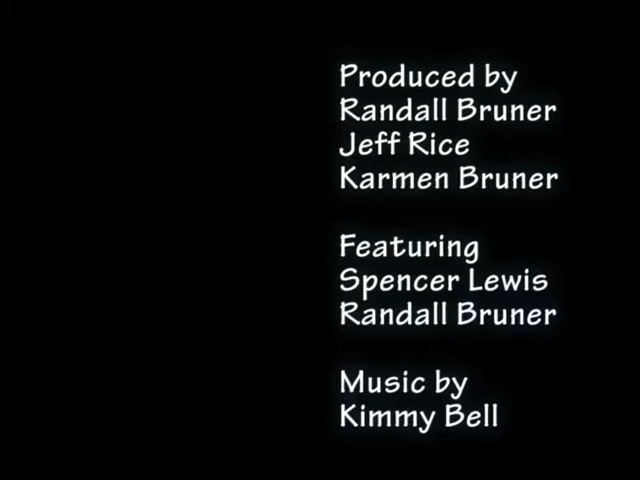 Produced by
Randall Bruner
Jeff Rice
Karmen Bruner
Featuring
Spencer Lewis
Randall Bruner
Music by
Kimmy Bell